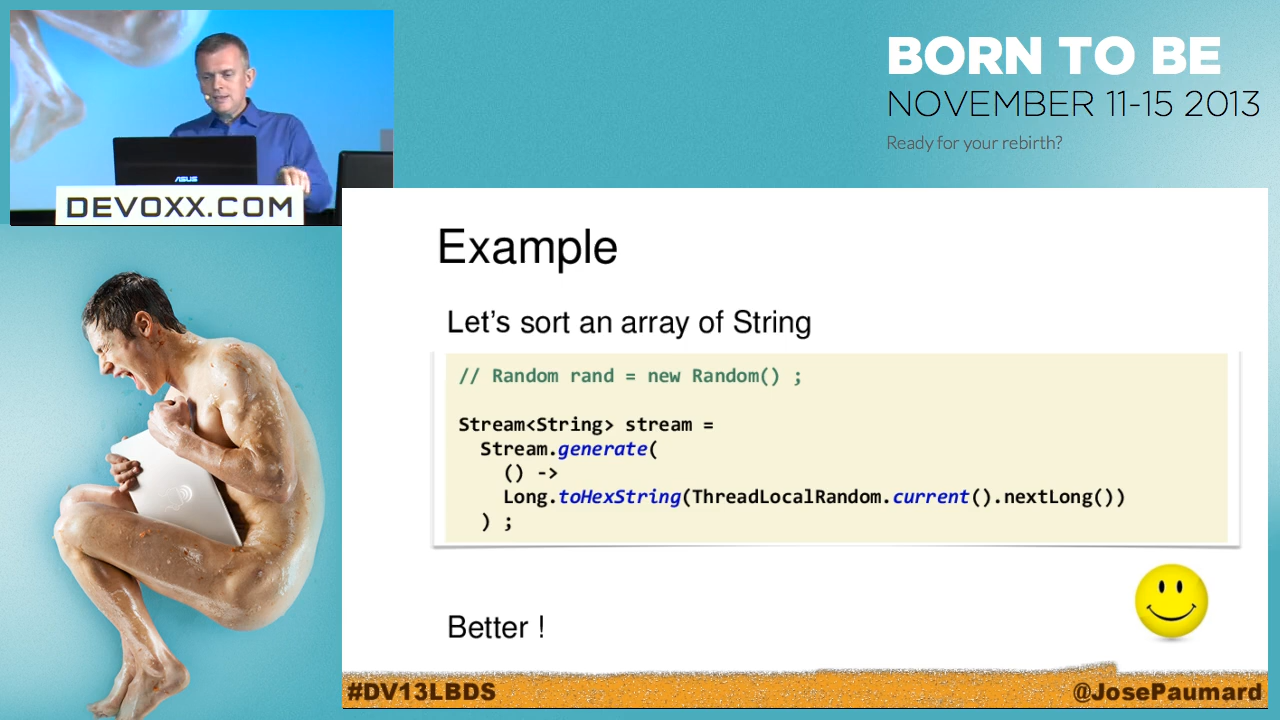 BORN TO BE
NOVEMBER 11-15 2013
Ready for your rebirth?
ASUS
DEVOXX.COM
Example
Let's sort an array of String
// Random rand = new Random() ;
Stream<String> stream =
Stream.generate(
() ->
Long.toHexString(ThreadLocalRandom.current().nextLong())
) ;
Better !
#DV13LBDS
@JosePaumard